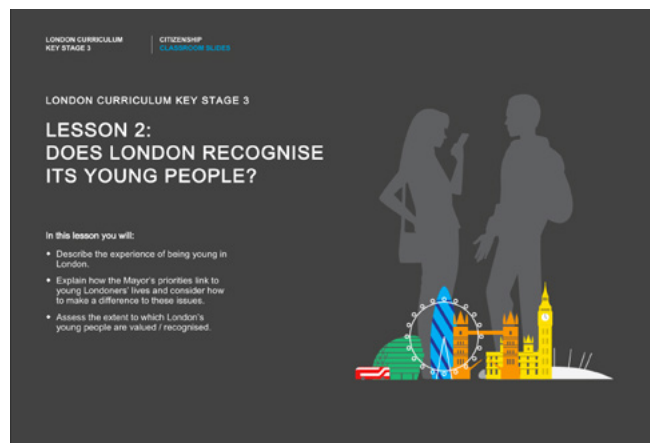 LONDON CURRICULUM
KEY STAGE 3
CITIZENSHIP
CLASSROOM SLIDES
LONDON CURRICULUM KEY STAGE 3
LESSON 2:
DOES LONDON RECOGNISE
ITS YOUNG PEOPLE?
In this lesson you will:
• Describe the experience of being young in
London.
• Explain how the Mayor's priorities link to
young Londoners' lives and consider how
to make a difference to these issues.
• Assess the extent to which London's
young people are valued / recognised.